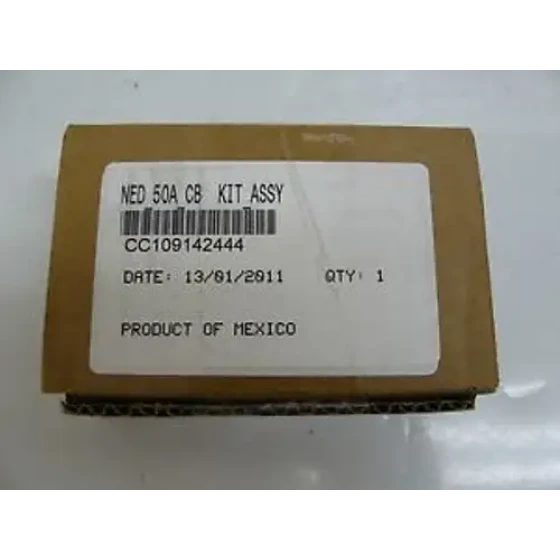 NED 50A CB KIT ASSY
CC109142444
DATE: 13/01/2011 QTY: 1
PRODUCT OF MEXICO